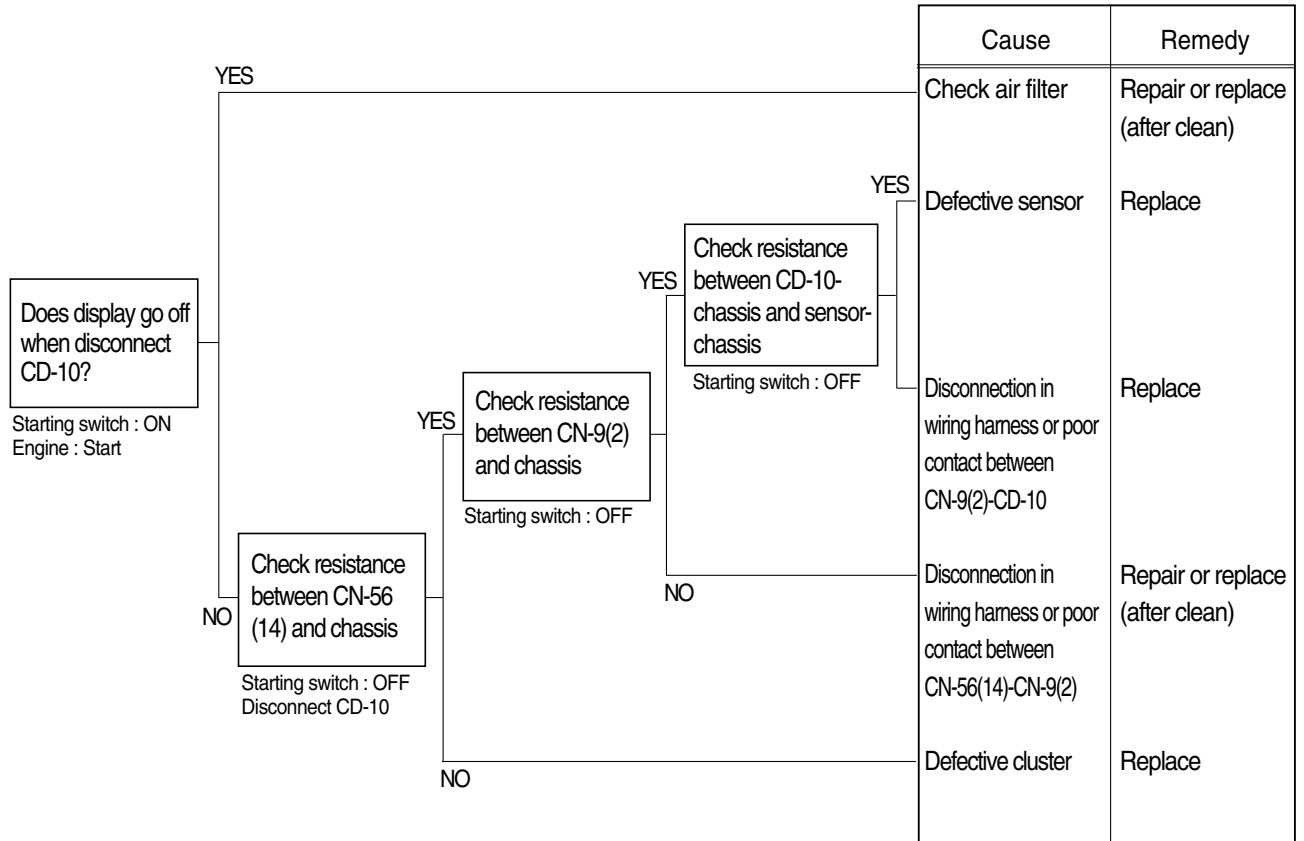 Cause
Remedy
YES
Check air filter
Repair or replace
(after clean)
YES
Defective sensor
Replace
Check resistance
between CD-10-
chassis and sensor-
chassis
YES
Starting switch : OFF
Does display go off
when disconnect
CD-10?
Starting switch : ON
Engine : Start
Disconnection in
wiring harness or poor
contact between
CN-9(2)-CD-10
Replace
YES
Check resistance
between CN-9(2)
and chassis
Starting switch : OFF
NO
Check resistance
between CN-56
(14) and chassis
NO
Starting switch : OFF
Disconnect CD-10
Disconnection in
wiring harness or poor
contact between
CN-56(14)-CN-9(2)
Repair or replace
(after clean)
NO
Defective cluster
Replace